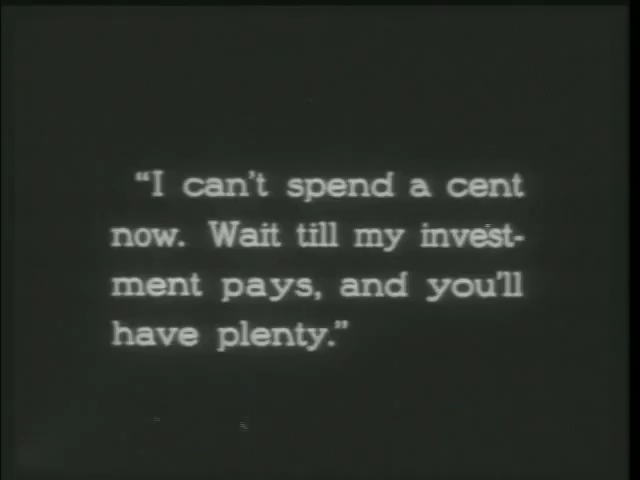 “I can't spend a cent
now. Wait till my invest-
ment pays, and you'll
have plenty.”